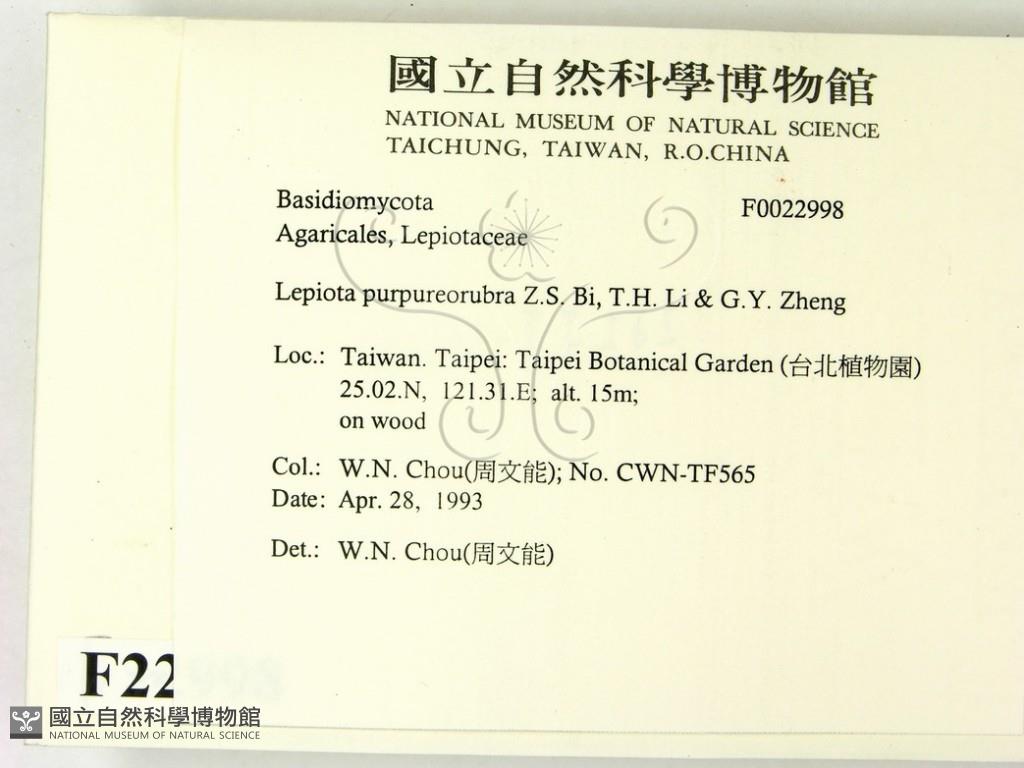 國立自然科學博物館
NATIONAL MUSEUM OF NATURAL SCIENCE
TAICHUNG, TAIWAN, R.O.CHINA
Basidiomycota F0022998
Agaricales, Lepiotaceae
Lepiota purpureorubra Z.S. Bi, T.H. Li & G.Y. Zheng
Loc.: Taiwan. Taipei: Taipei Botanical Garden (台北植物園)
25.02.N, 121.31.E; alt. 15m;
on wood
Col.: W.N. Chou(周文能); No. CWN-TF565
Date: Apr. 28, 1993
Det.: W.N. Chou(周文能)
F22998
國立自然科學博物館
NATIONAL MUSEUM OF NATURAL SCIENCE